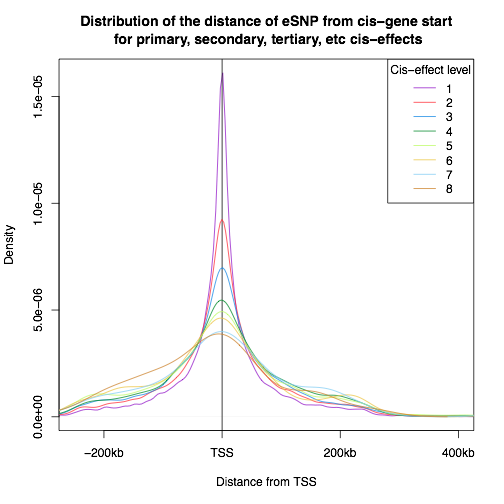 Distribution of the distance of eSNP from cis−gene start
for primary, secondary, tertiary, etc cis−effects
Cis−effect level
1
2
3
4
5
6
7
8
1.5e−05
1.0e−05
5.0e−06
0.0e+00
Density
−200kb
TSS
200kb
400kb
Distance from TSS